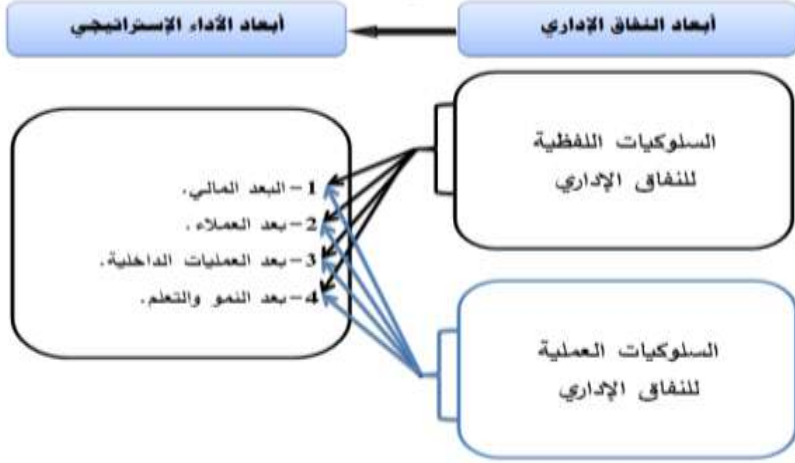 أبعاد النفاق الإداري
أبعاد الأداء الإستراتيجي
السلوكيات اللفظية
للنفاق الإداري
السلوكيات العملية
للنفاق الإداري
1-البعد المالي.
2-بعد العملاء.
3-بعد العمليات الداخلية.
4-بعد النمو والتعلم.